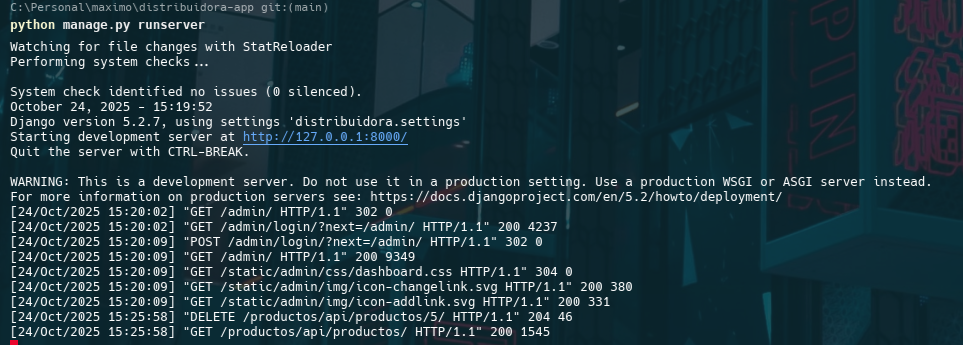 C:\Personal\maximo\distribuidora-app git:(main)
python manage.py runserver
Watching for file changes with StatReloader
Performing system checks...
System check identified no issues (0 silenced).
October 24, 2025 - 15:19:52
Django version 5.2.7, using settings 'distribuidora.settings'
Starting development server at http://127.0.0.1:8000/
Quit the server with CTRL-BREAK.
WARNING: This is a development server. Do not use it in a production setting. Use a production WSGI or ASGI server instead.
For more information on production servers see: https://docs.djangoproject.com/en/5.2/howto/deployment/
[24/Oct/2025 15:20:02] "GET /admin/ HTTP/1.1" 302 0
[24/Oct/2025 15:20:02] "GET /admin/login/?next=/admin/ HTTP/1.1" 200 4237
[24/Oct/2025 15:20:09] "POST /admin/login/?next=/admin/ HTTP/1.1" 302 0
[24/Oct/2025 15:20:09] "GET /admin/ HTTP/1.1" 200 9349
[24/Oct/2025 15:20:09] "GET /static/admin/css/dashboard.css HTTP/1.1" 304 0
[24/Oct/2025 15:20:09] "GET /static/admin/img/icon-changelink.svg HTTP/1.1" 200 380
[24/Oct/2025 15:20:09] "GET /static/admin/img/icon-addlink.svg HTTP/1.1" 200 331
[24/Oct/2025 15:25:58] "DELETE /productos/api/productos/5/ HTTP/1.1" 204 46
[24/Oct/2025 15:25:58] "GET /productos/api/productos/ HTTP/1.1" 200 1545